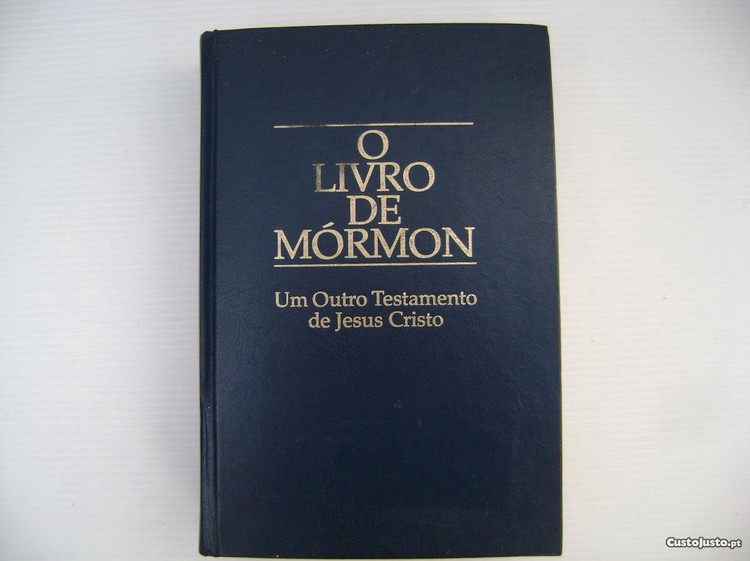 O
LIVRO
DE
MÓRMON
Um Outro Testamento
de Jesus Cristo
CustoJusto.pt